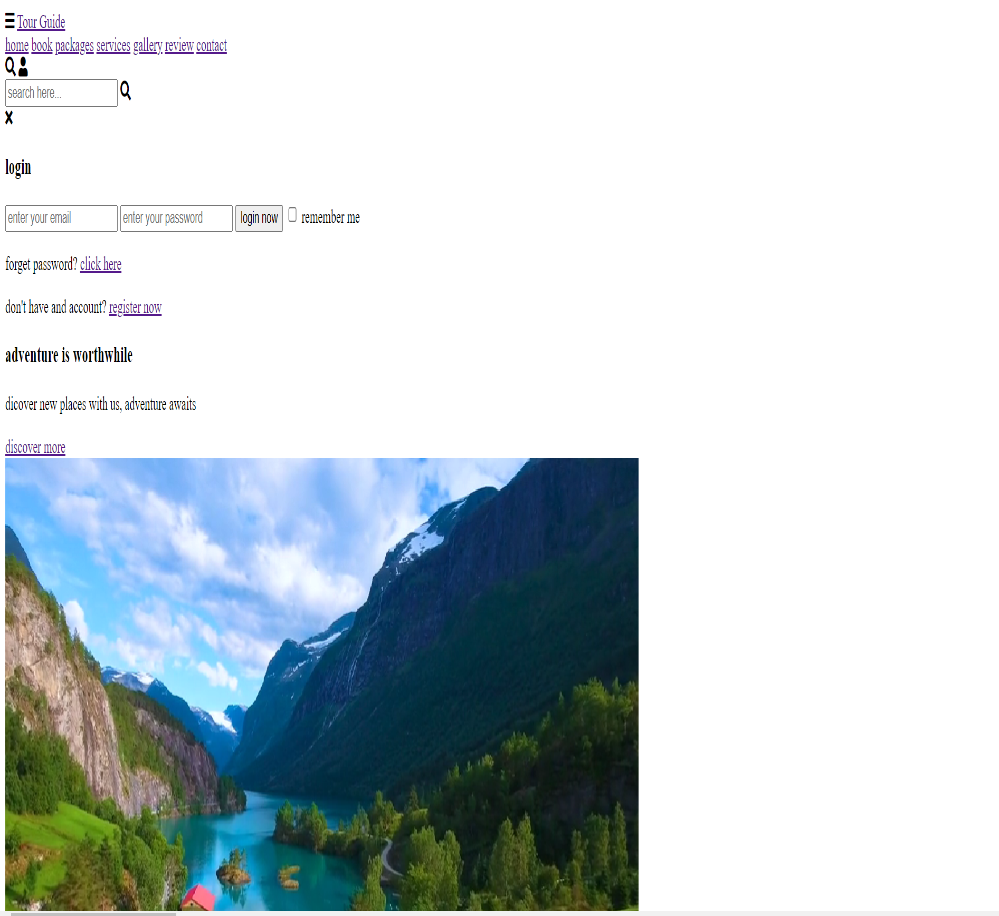 Tour Guide
home book packages services gallery review contact
search here...
login
enter your email enter your password login now remember me
forget password? click here
don't have and account? register now
adventure is worthwhile
dicover new places with us, adventure awaits
discover more